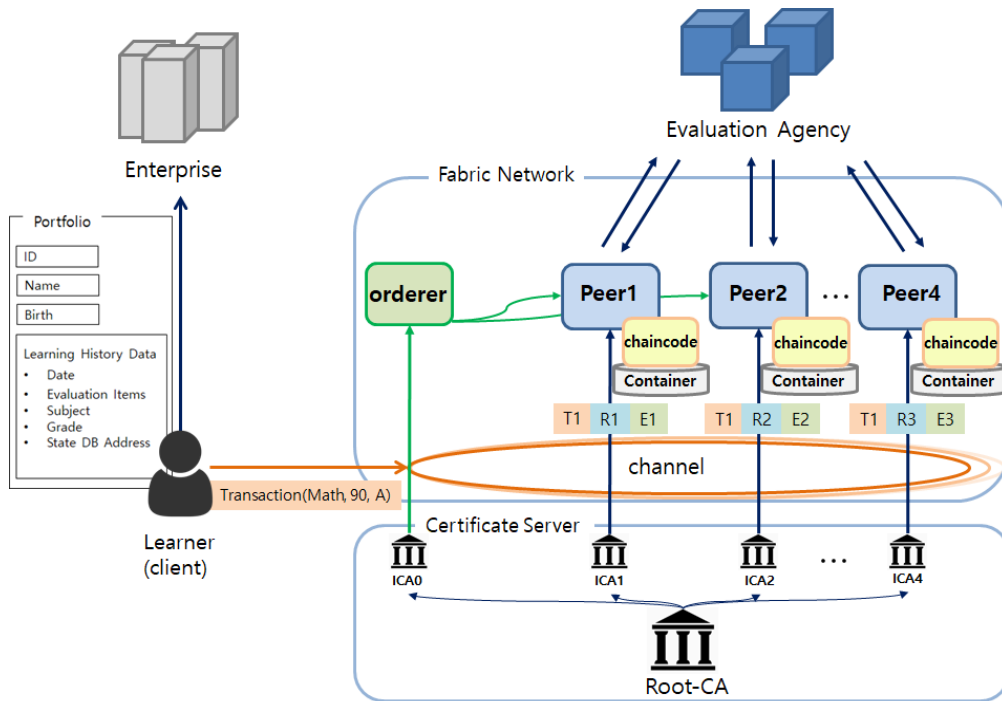 Evaluation Agency
Enterprise
Fabric Network
Portfolio
ID
Name
Birth
Learning History Data
• Date
• Evaluation Items
• Subject
• Grade
• State DB Address
orderer
Peer1
Peer2
...
Peer4
chaincode
chaincode
chaincode
Container
Container
Container
T1 R1 E1
T1 R2 E2
T1 R3 E3
channel
Transaction(Math, 90, A)
Learner
(client)
Certificate Server
ICA0
ICA1
ICA2
...
ICA4
Root-CA